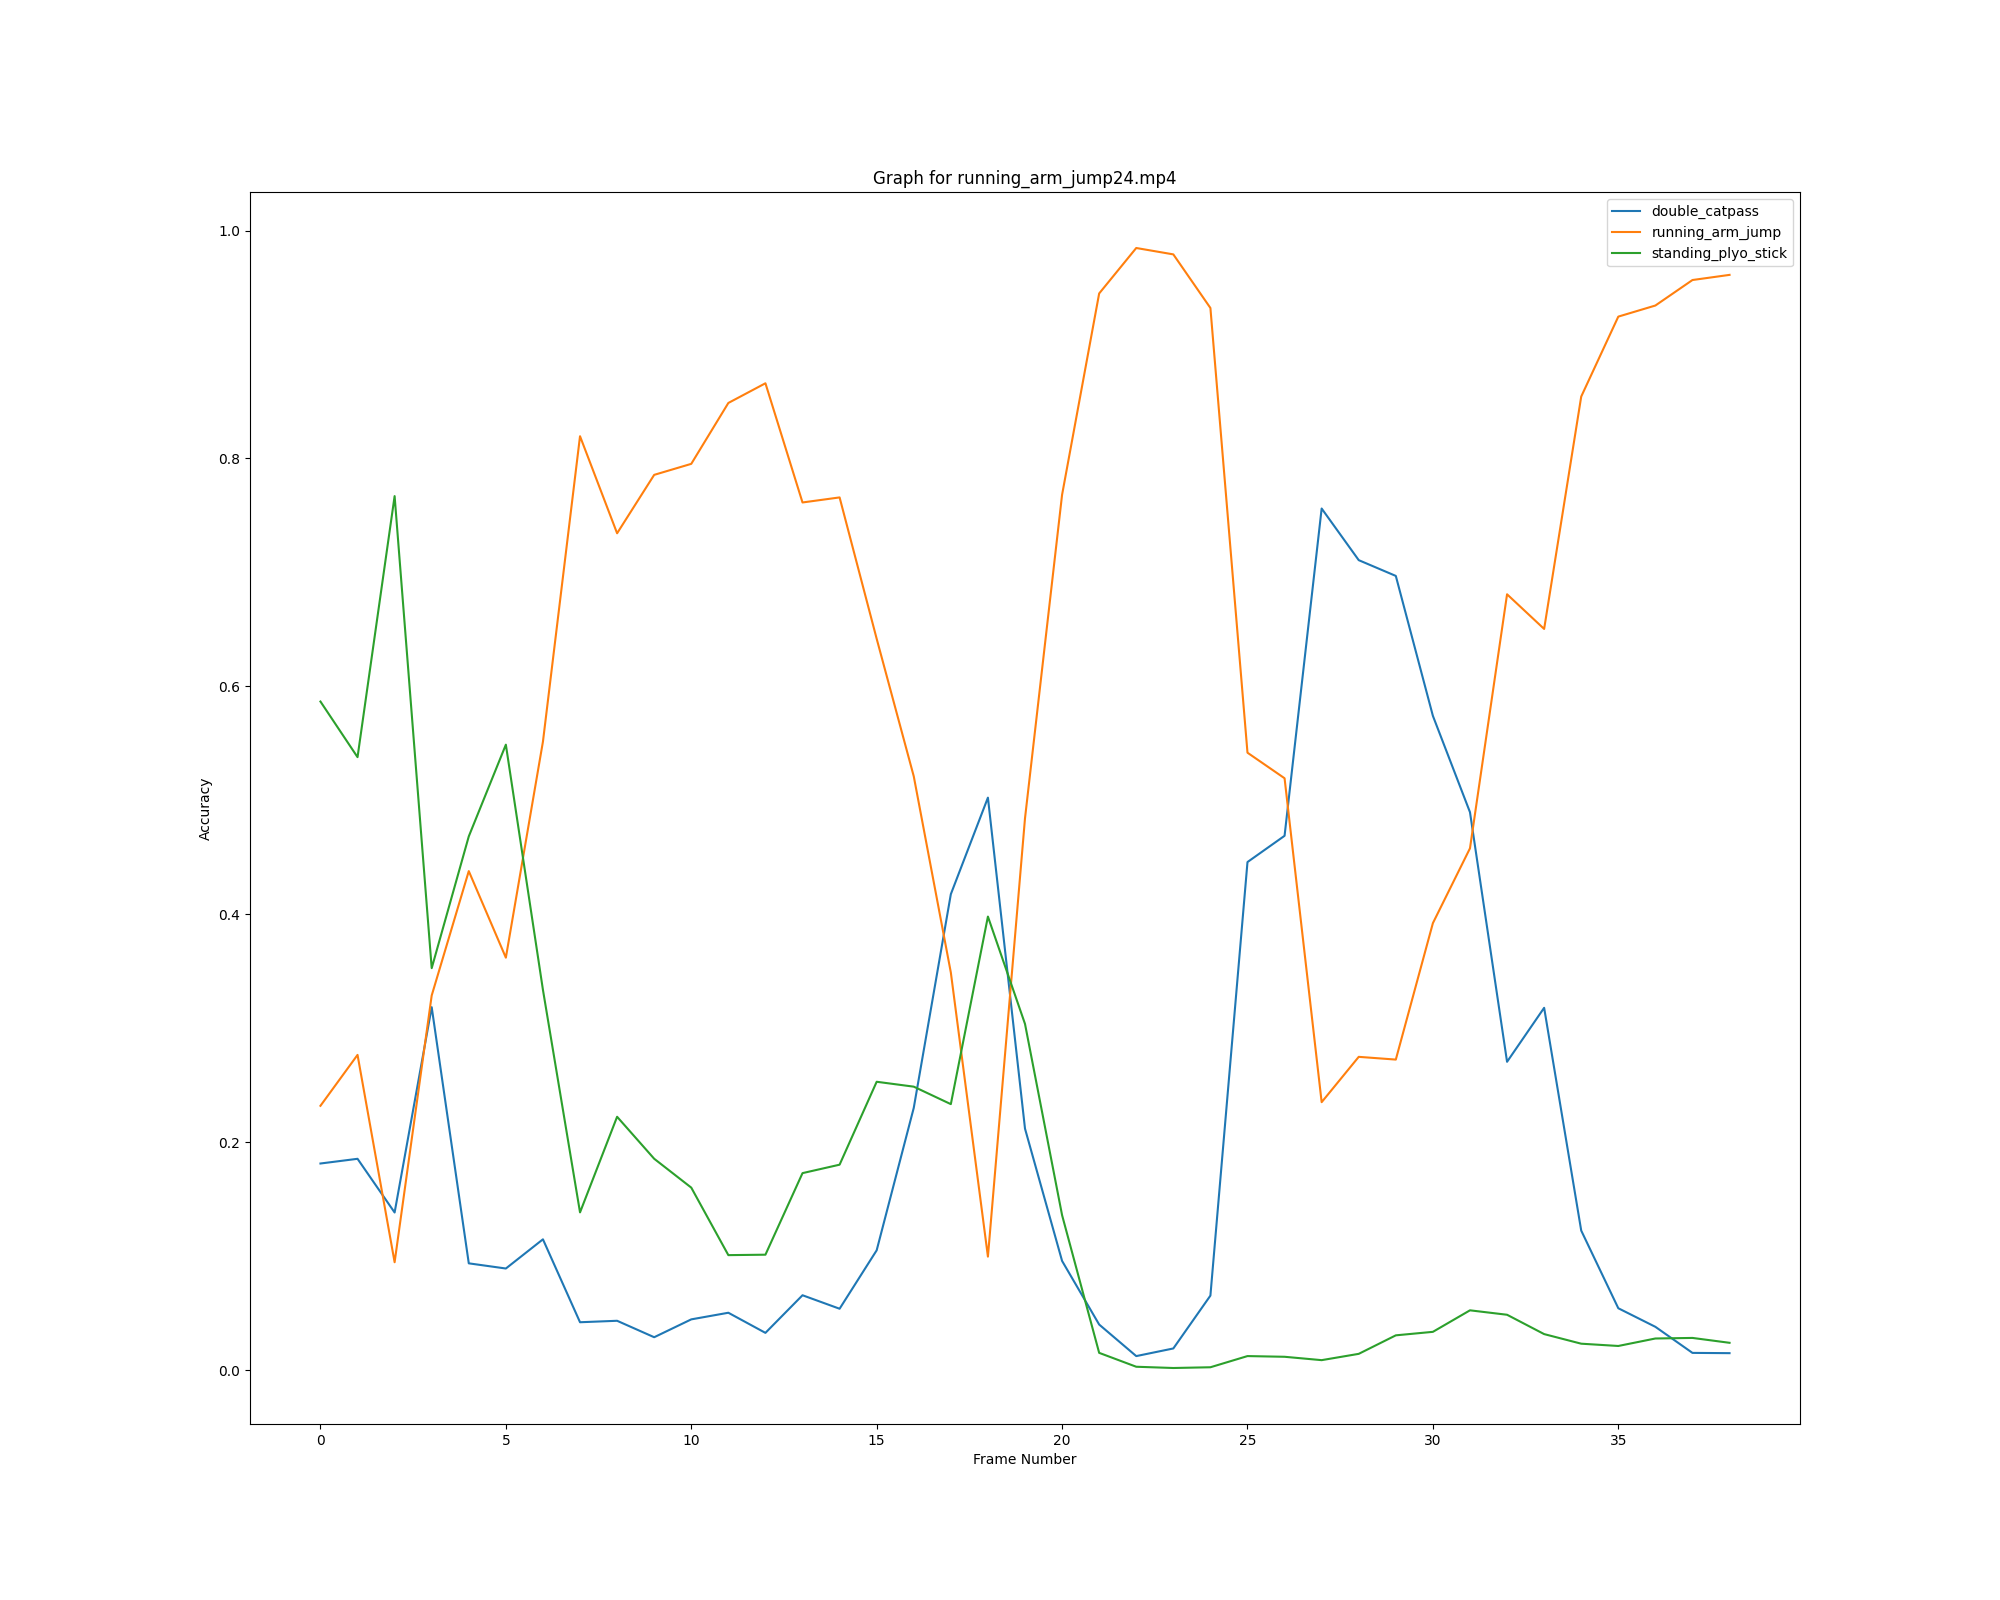 Graph for running_arm_jump24.mp4
double_catpass
running_arm_jump
standing_plyo_stick
1.0
0.8
0.6
0.4
0.2
0.0
Accuracy
0 5 10 15 20 25 30 35
Frame Number